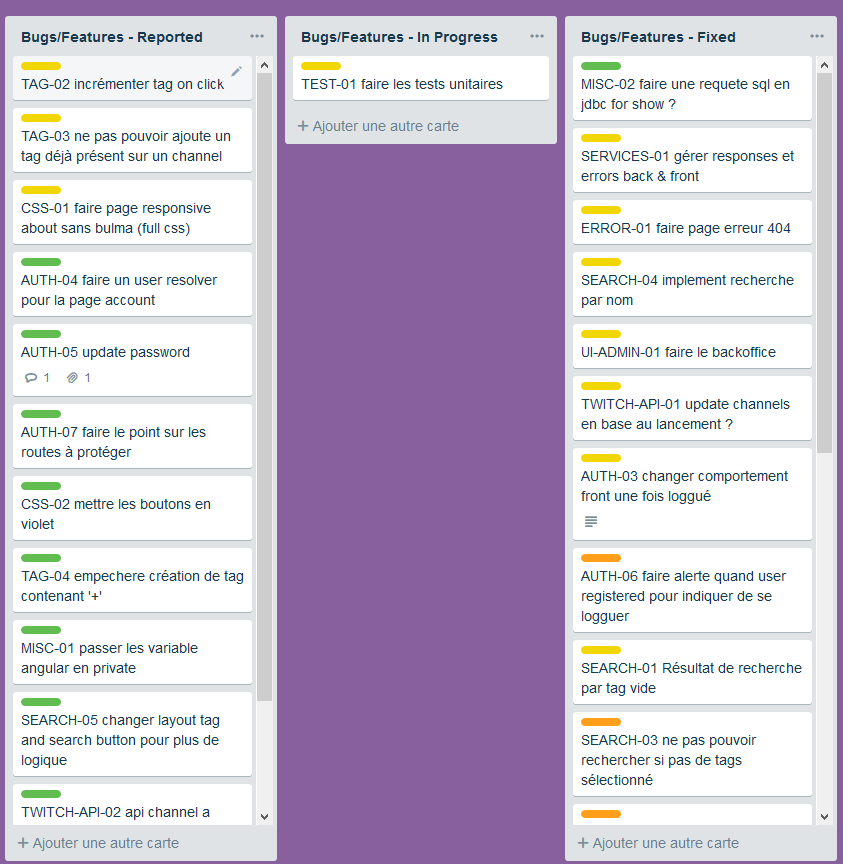 Bugs/Features - Reported
TAG-02 incrémenter tag on click
TAG-03 ne pas pouvoir ajoute un
tag déjà présent sur un channel
CSS-01 faire page responsive
about sans bulma (full css)
AUTH-04 faire un user resolver
pour la page account
AUTH-05 update password
1 1
AUTH-07 faire le point sur les
routes à protéger
CSS-02 mettre les boutons en
violet
TAG-04 empechere création de tag
contenant '+'
MISC-01 passer les variable
angular en private
SEARCH-05 changer layout tag
and search button pour plus de
logique
TWITCH-API-02 api channel a
+ Ajouter une autre carte
Bugs/Features - In Progress
TEST-01 faire les tests unitaires
+ Ajouter une autre carte
Bugs/Features - Fixed
MISC-02 faire une requete sql en
jdbc for show ?
SERVICES-01 gérer responses et
errors back & front
ERROR-01 faire page erreur 404
SEARCH-04 implement recherche
par nom
UI-ADMIN-01 faire le backoffice
TWITCH-API-01 update channels
en base au lancement ?
AUTH-03 changer comportement
front une fois loggué
AUTH-06 faire alerte quand user
registered pour indiquer de se
logguer
SEARCH-01 Résultat de recherche
par tag vide
SEARCH-03 ne pas pouvoir
rechercher si pas de tags
sélectionné
+ Ajouter une autre carte